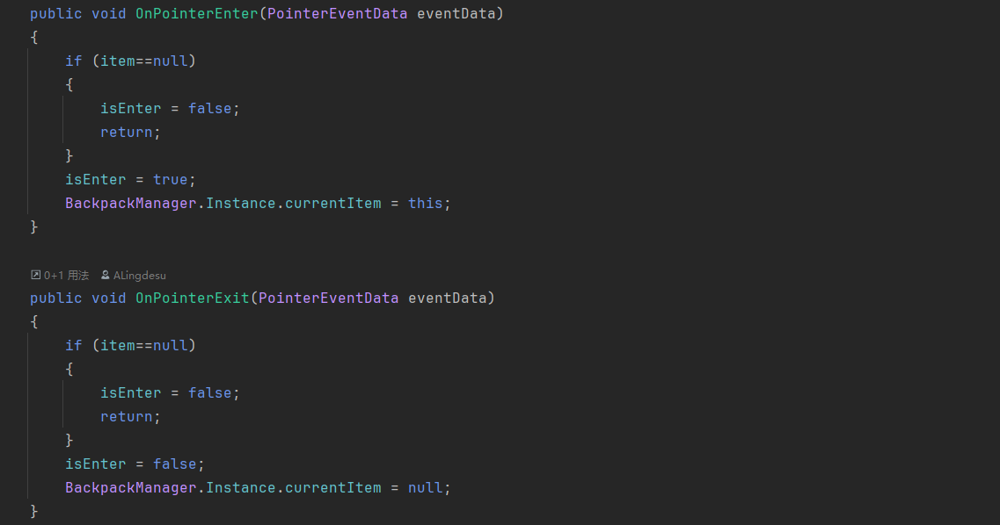 public void OnPointerEnter(PointerEventData eventData)
{
    if (item==null)
    {
        isEnter = false;
        return;
    }
    isEnter = true;
    BackpackManager.Instance.currentItem = this;
}
0+1 用法 ALingdesu
public void OnPointerExit(PointerEventData eventData)
{
    if (item==null)
    {
        isEnter = false;
        return;
    }
    isEnter = false;
    BackpackManager.Instance.currentItem = null;
}